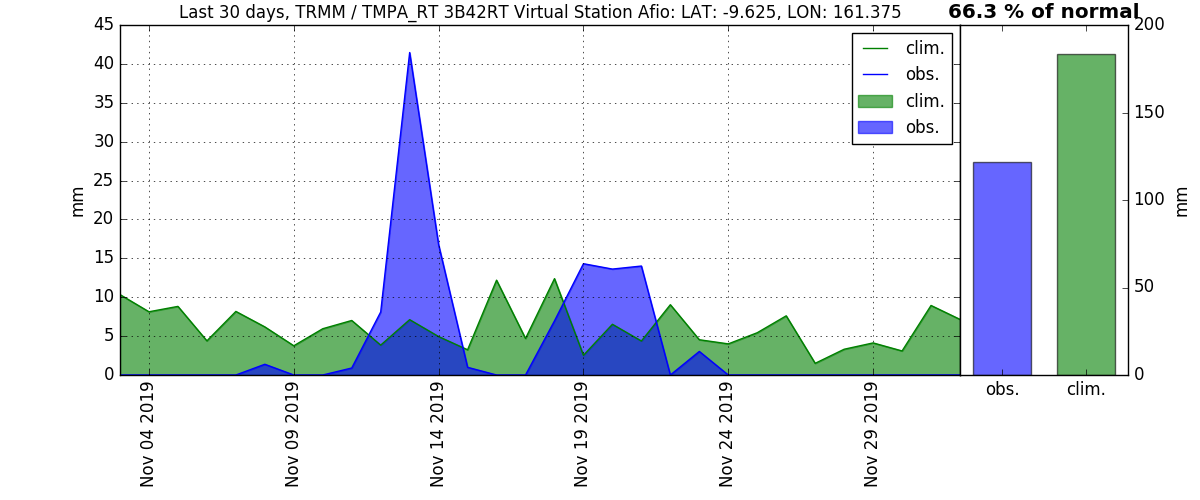 Last 30 days, TRMM / TMPA_RT 3B42RT Virtual Station Afio: LAT: -9.625, LON: 161.375
66.3 % of normal
45
40
35
30
25
20
15
10
5
0
mm
clim.
obs.
clim.
obs.
Nov 04 2019
Nov 09 2019
Nov 14 2019
Nov 19 2019
Nov 24 2019
Nov 29 2019
200
150
100
50
0
mm
obs.
clim.